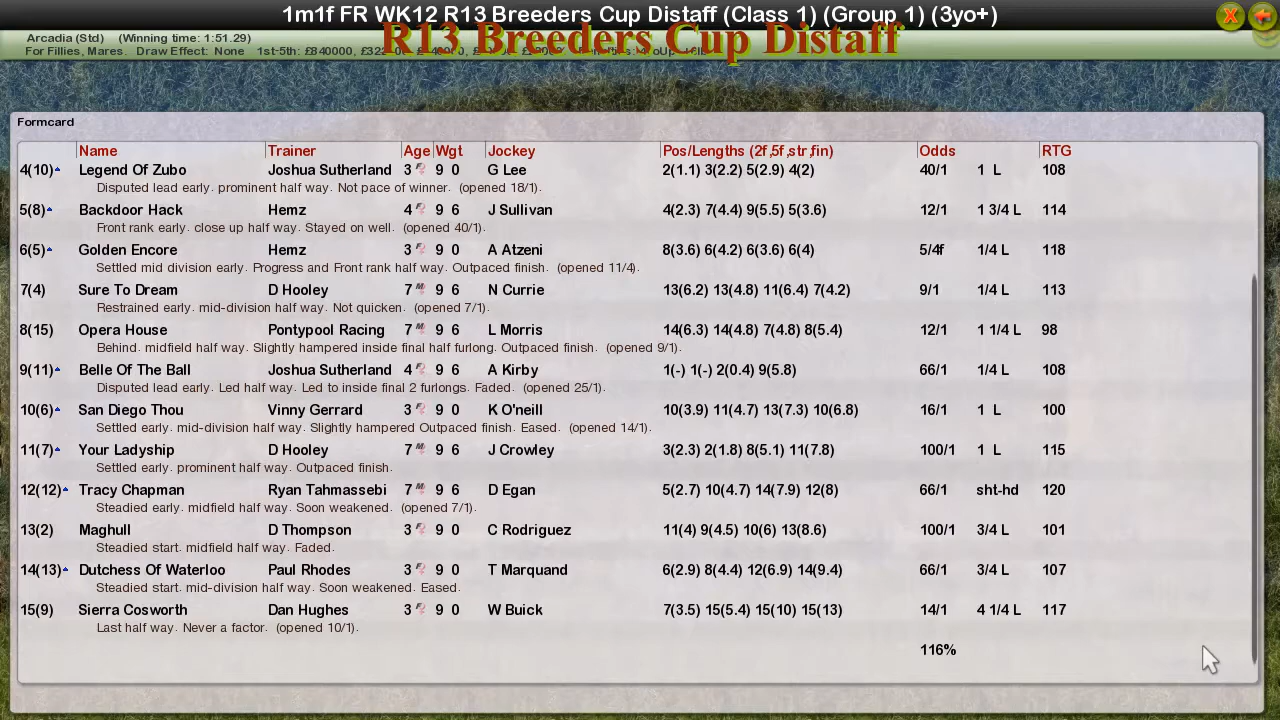 1m1f FR WK12 R13 Breeders Cup Distaff (Class 1) (Group 1) (3yo+)
R13 Breeders Cup Distaff
Arcadia (Std) (Winning time: 1:51.29)
For Fillies, Mares. Draw Effect: None 1st-5th: £840000,
Formcard
Name Trainer Age Wgt Jockey Pos/Lengths (2f,5f,str,fin) Odds RTG
4(10) Legend Of Zubo Joshua Sutherland 3 F 9 0 G Lee 2(1.1) 3(2.2) 5(2.9) 4(2) 40/1 1 L 108
Disputed lead early. prominent half way. Not pace of winner. (opened 18/1).
5(8) Backdoor Hack Hemz 4 F 9 6 J Sullivan 4(2.3) 7(4.4) 9(5.5) 5(3.6) 12/1 1 3/4 L 114
Front rank early. close up half way. Stayed on well. (opened 40/1).
6(5) Golden Encore Hemz 3 F 9 0 A Atzeni 8(3.6) 6(4.2) 6(3.6) 6(4) 5/4f 1/4 L 118
Settled mid division early. Progress and Front rank half way. Outpaced finish. (opened 11/4).
7(4) Sure To Dream D Hooley 7 M 9 6 N Currie 13(6.2) 13(4.8) 11(6.4) 7(4.2) 9/1 1/4 L 113
Restrained early. mid-division half way. Not quicken. (opened 7/1).
8(15) Opera House Pontypool Racing 7 M 9 6 L Morris 14(6.3) 14(4.8) 7(4.8) 8(5.4) 12/1 1 1/4 L 98
Behind. midfield half way. Slightly hampered inside final half furlong. Outpaced finish. (opened 9/1).
9(11) Belle Of The Ball Joshua Sutherland 4 F 9 6 A Kirby 1(-) 1(-) 2(0.4) 9(5.8) 66/1 1/4 L 108
Disputed lead early. Led half way. Led to inside final 2 furlongs. Faded. (opened 25/1).
10(6) San Diego Thou Vinny Gerrard 3 F 9 0 K O'neill 10(3.9) 11(4.7) 13(7.3) 10(6.8) 16/1 1 L 100
Settled early. mid-division half way. Slightly hampered Outpaced finish. Eased. (opened 14/1).
11(7) Your Ladyship D Hooley 7 M 9 6 J Crowley 3(2.3) 2(1.8) 8(5.1) 11(7.8) 100/1 1 L 115
Settled early. prominent half way. Outpaced finish.
12(12) Tracy Chapman Ryan Tahmassebi 7 M 9 6 D Egan 5(2.7) 10(4.7) 14(7.9) 12(8) 66/1 sht-hd 120
Steadied early. midfield half way. Soon weakened. (opened 7/1).
13(2) Maghull D Thompson 3 F 9 0 C Rodriguez 11(4) 9(4.5) 10(6) 13(8.6) 100/1 3/4 L 101
Steadied start. midfield half way. Faded.
14(13) Dutchess Of Waterloo Paul Rhodes 3 F 9 0 T Marquand 6(2.9) 8(4.4) 12(6.9) 14(9.4) 66/1 3/4 L 107
Steadied start. mid-division half way. Soon weakened. Eased.
15(9) Sierra Cosworth Dan Hughes 3 F 9 0 W Buick 7(3.5) 15(5.4) 15(10) 15(13) 14/1 4 1/4 L 117
Last half way. Never a factor. (opened 10/1).
116%